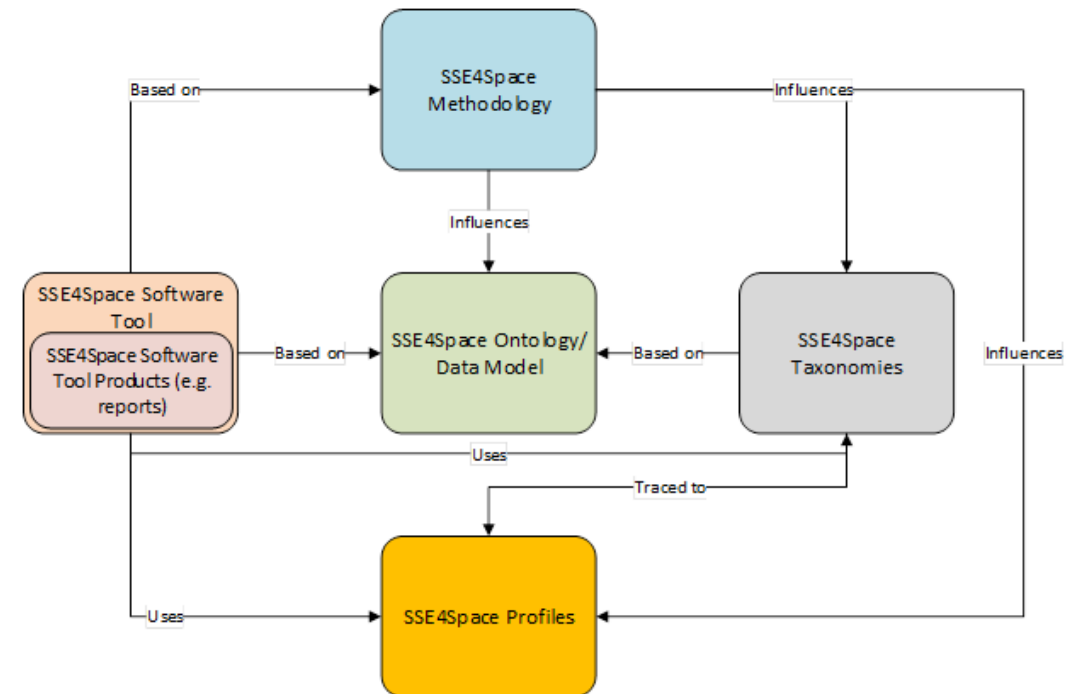 SSE4Space
Methodology
Based on
Influences
Influences
SSE4Space Software
Tool
SSE4Space Software
Tool Products (e.g.
reports)
Based on
SSE4Space Ontology/
Data Model
Based on
SSE4Space
Taxonomies
Influences
Uses
Traced to
Uses
SSE4Space Profiles